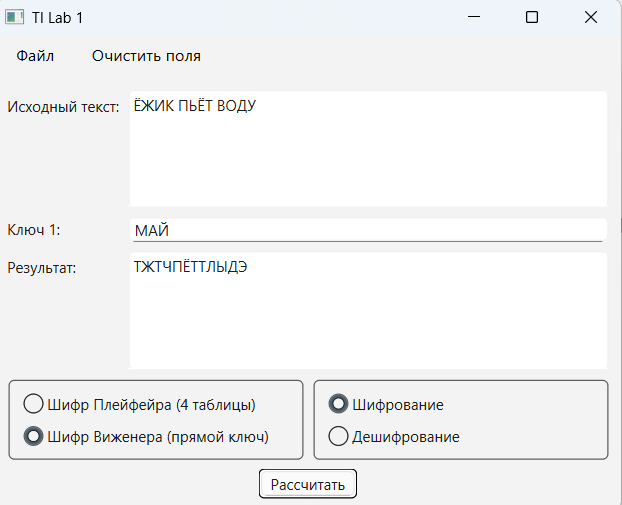 TI Lab 1
Файл Очистить поля
Исходный текст: ЁЖИК ПЬЁТ ВОДУ
Ключ 1: МАЙ
Результат: ТЖТЧПЁТТЛЫДЭ
Шифр Плейфейра (4 таблицы) Шифрование
Шифр Виженера (прямой ключ) Дешифрование
Рассчитать